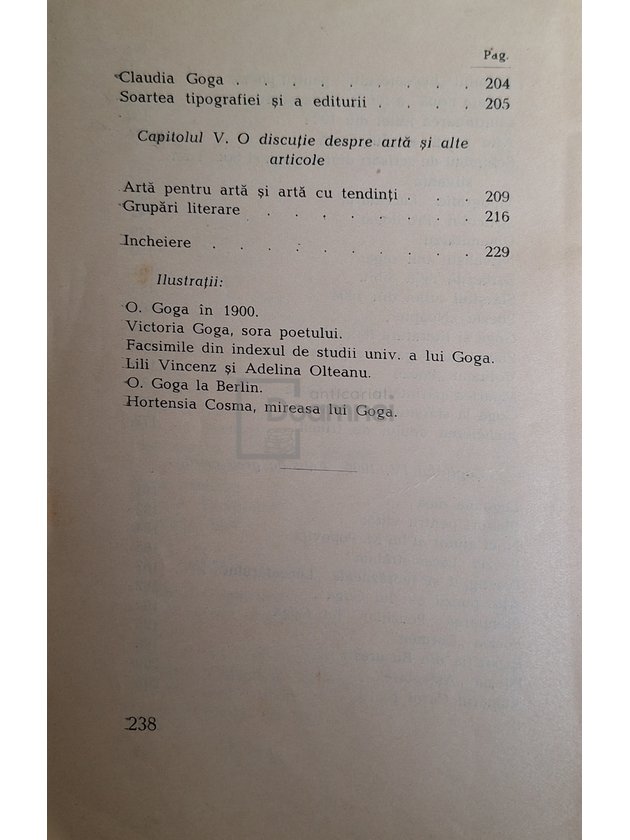 Pag.
Claudia Goga . . . . . . . . . . 204
Soartea tipografiei și a editurii . . . . 205
Capitolul V. O discuție despre artă și alte
articole
Artă pentru artă și artă cu tendinți . . . 209
Grupări literare . . . . . . . . 216
Incheiere . . . . . . . . . . 229
Ilustrații:
O. Goga în 1900.
Victoria Goga, sora poetului.
Facsimile din indexul de studii univ. a lui Goga.
Lili Vincenz și Adelina Olteanu.
O. Goga la Berlin.
Hortensia Cosma, mireasa lui Goga.
anticariat
Doamnei
238